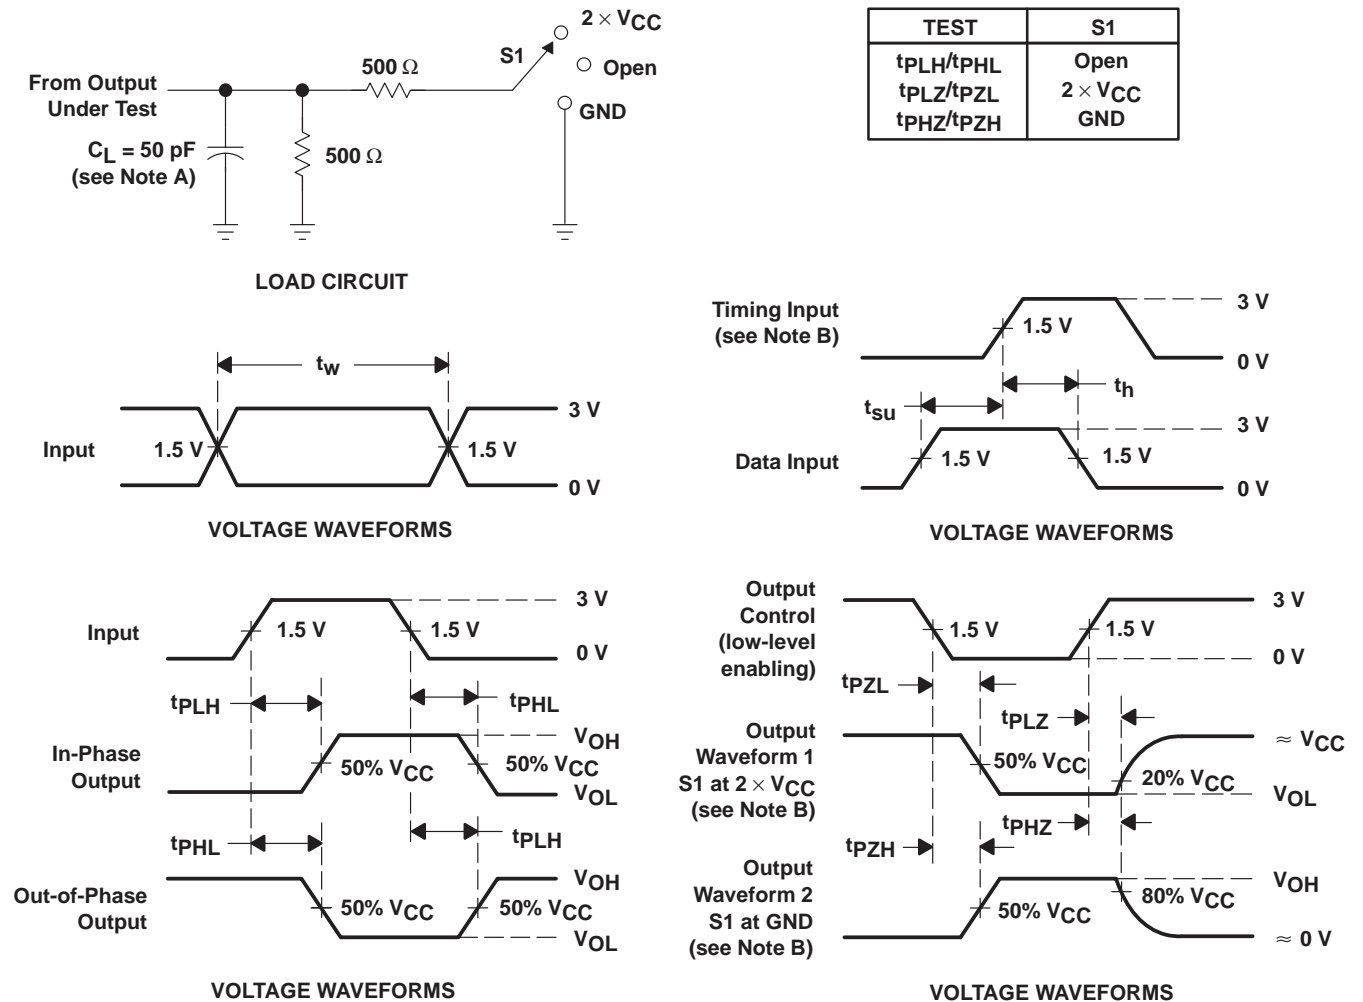 2 × VCC
S1
500 Ω
Open
From Output
Under Test
GND
CL = 50 pF
(see Note A)
500 Ω
LOAD CIRCUIT
TEST S1
tPLH/tPHL Open
tPLZ/tPZL 2 × VCC
tPHZ/tPZH GND
tw
3 V
Input 1.5 V 1.5 V
0 V
VOLTAGE WAVEFORMS
Timing Input
(see Note B)
3 V
1.5 V
0 V
th
tsu
3 V
Data Input 1.5 V 1.5 V
0 V
VOLTAGE WAVEFORMS
3 V
Input 1.5 V 1.5 V
0 V
tPLH tPHL
VOH
In-Phase
Output
50% VCC 50% VCC
VOL
tPHL tPLH
VOH
Out-of-Phase
Output
50% VCC 50% VCC
VOL
VOLTAGE WAVEFORMS
Output
Control
(low-level
enabling)
3 V
1.5 V 1.5 V
0 V
tPZL
tPLZ
Output
Waveform 1
S1 at 2 × VCC
(see Note B)
≈ VCC
50% VCC 20% VCC
VOL
tPHZ
tPZH
Output
Waveform 2
S1 at GND
(see Note B)
VOH
50% VCC 80% VCC
≈ 0 V
VOLTAGE WAVEFORMS